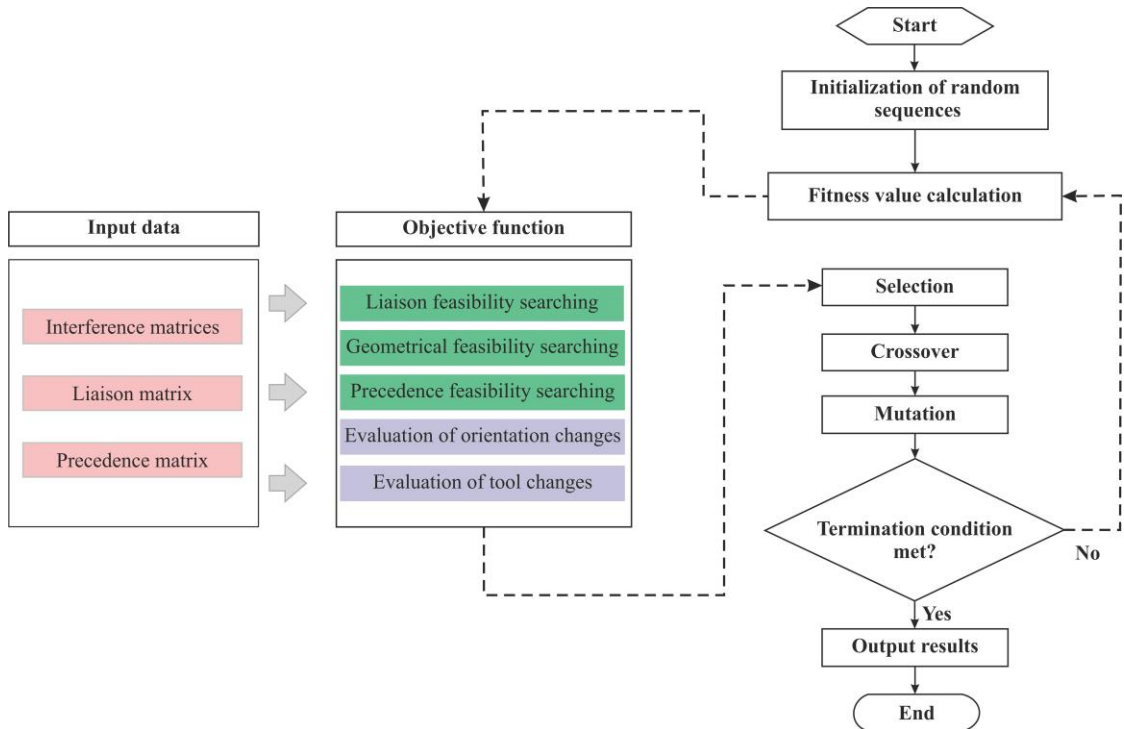 Start
Initialization of random
sequences
Fitness value calculation
Input data
Objective function
Interference matrices
Liaison matrix
Precedence matrix
Liaison feasibility searching
Geometrical feasibility searching
Precedence feasibility searching
Evaluation of orientation changes
Evaluation of tool changes
Selection
Crossover
Mutation
Termination condition
met?
No
Yes
Output results
End